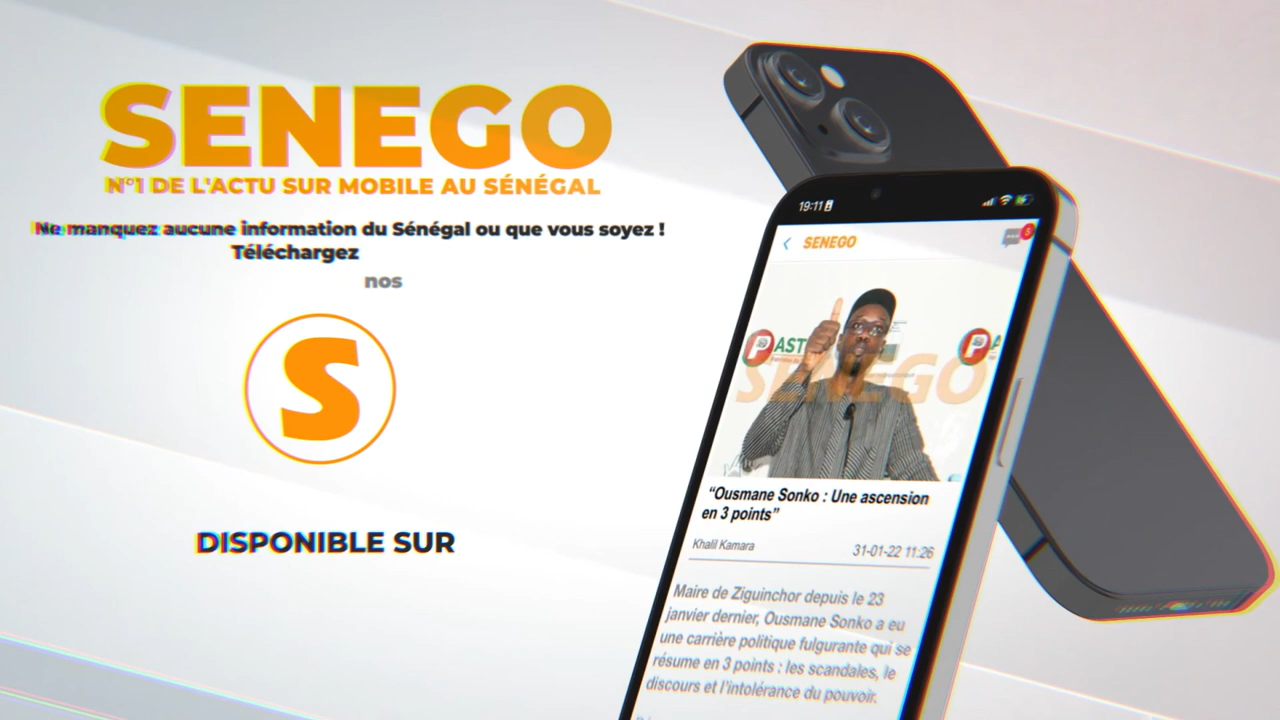 SENEGO
N°1 DE L'ACTU SUR MOBILE AU SÉNÉGAL
Ne manquez aucune information du Sénégal ou que vous soyez !
Téléchargez
nos
S
DISPONIBLE SUR
19:11
SENEGO
5
PAST
SENEGO
“Ousmane Sonko : Une ascension
en 3 points”
Khalil Kamara
31-01-22 11:26
Maire de Ziguinchor depuis le 23
janvier dernier, Ousmane Sonko a eu
une carrière politique fulgurante qui se
résume en 3 points : les scandales, le
discours et l'intolérance du pouvoir.